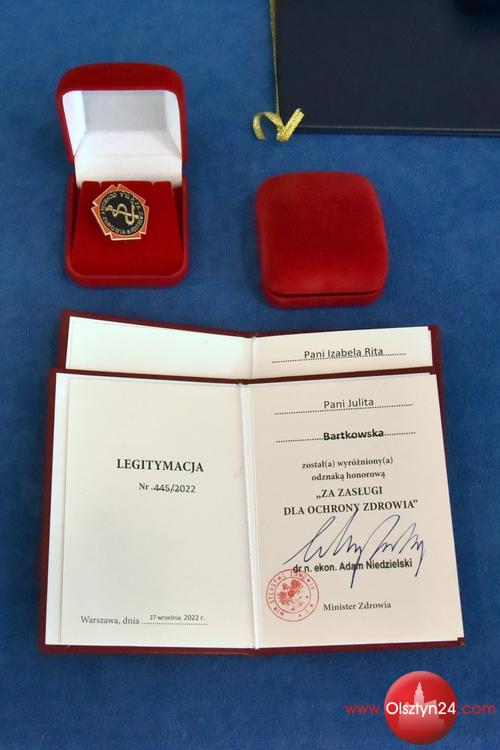 Pani Izabela Rita
LEGITYMACJA
Nr 445/2022
Warszawa, dnia 27 września 2022 r.
Pani Julita
Bartkowska
został(a) wyróżniony(a)
odznaką honorową
„ZA ZASŁUGI
DLA OCHRONY ZDROWIA”
dr n. ekon. Adam Niedzielski
Minister Zdrowia
www.Olsztyn24.com